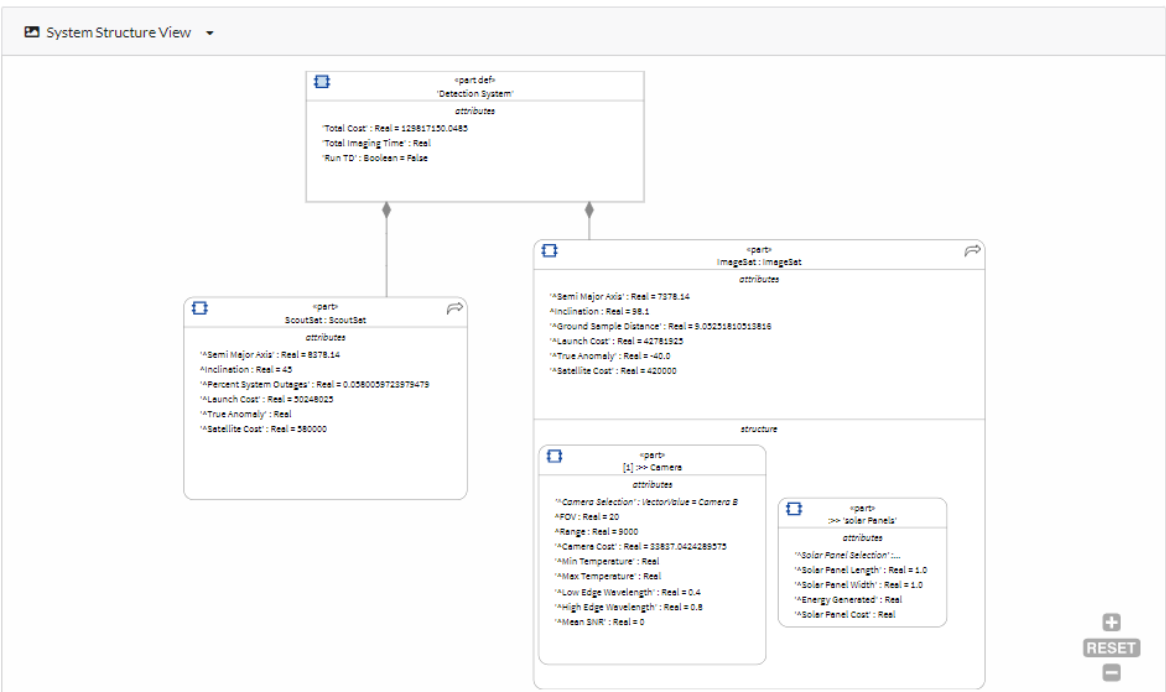 System Structure View
«part def»
'Detection System'
attributes
'Total Cost' : Real = 129817150.0485
'Total Imaging Time' : Real
'Run TD' : Boolean = False
«part»
ScoutSat : ScoutSat
attributes
'^Semi Major Axis' : Real = 8378.14
^Inclination : Real = 45
'^Percent System Outages' : Real = 0.0580059723979479
'^Launch Cost' : Real = 50248025
'^True Anomaly' : Real
'^Satellite Cost' : Real = 580000
«part»
ImageSat : ImageSat
attributes
'^Semi Major Axis' : Real = 7378.14
^Inclination : Real = 98.1
'^Ground Sample Distance' : Real = 9.05251810513816
'^Launch Cost' : Real = 42781925
'^True Anomaly' : Real = -40.0
'^Satellite Cost' : Real = 420000
structure
«part»
[1] :>> Camera
attributes
'^Camera Selection' : VectorValue = Camera B
^FOV : Real = 20
^Range : Real = 9000
'^Camera Cost' : Real = 33837.0424289575
'^Min Temperature' : Real
'^Max Temperature' : Real
'^Low Edge Wavelength' : Real = 0.4
'^High Edge Wavelength' : Real = 0.8
'^Mean SNR' : Real = 0
«part»
:>> 'solar Panels'
attributes
'^Solar Panel Selection' :...
'^Solar Panel Length' : Real = 1.0
'^Solar Panel Width' : Real = 1.0
'^Energy Generated' : Real
'^Solar Panel Cost' : Real
RESET